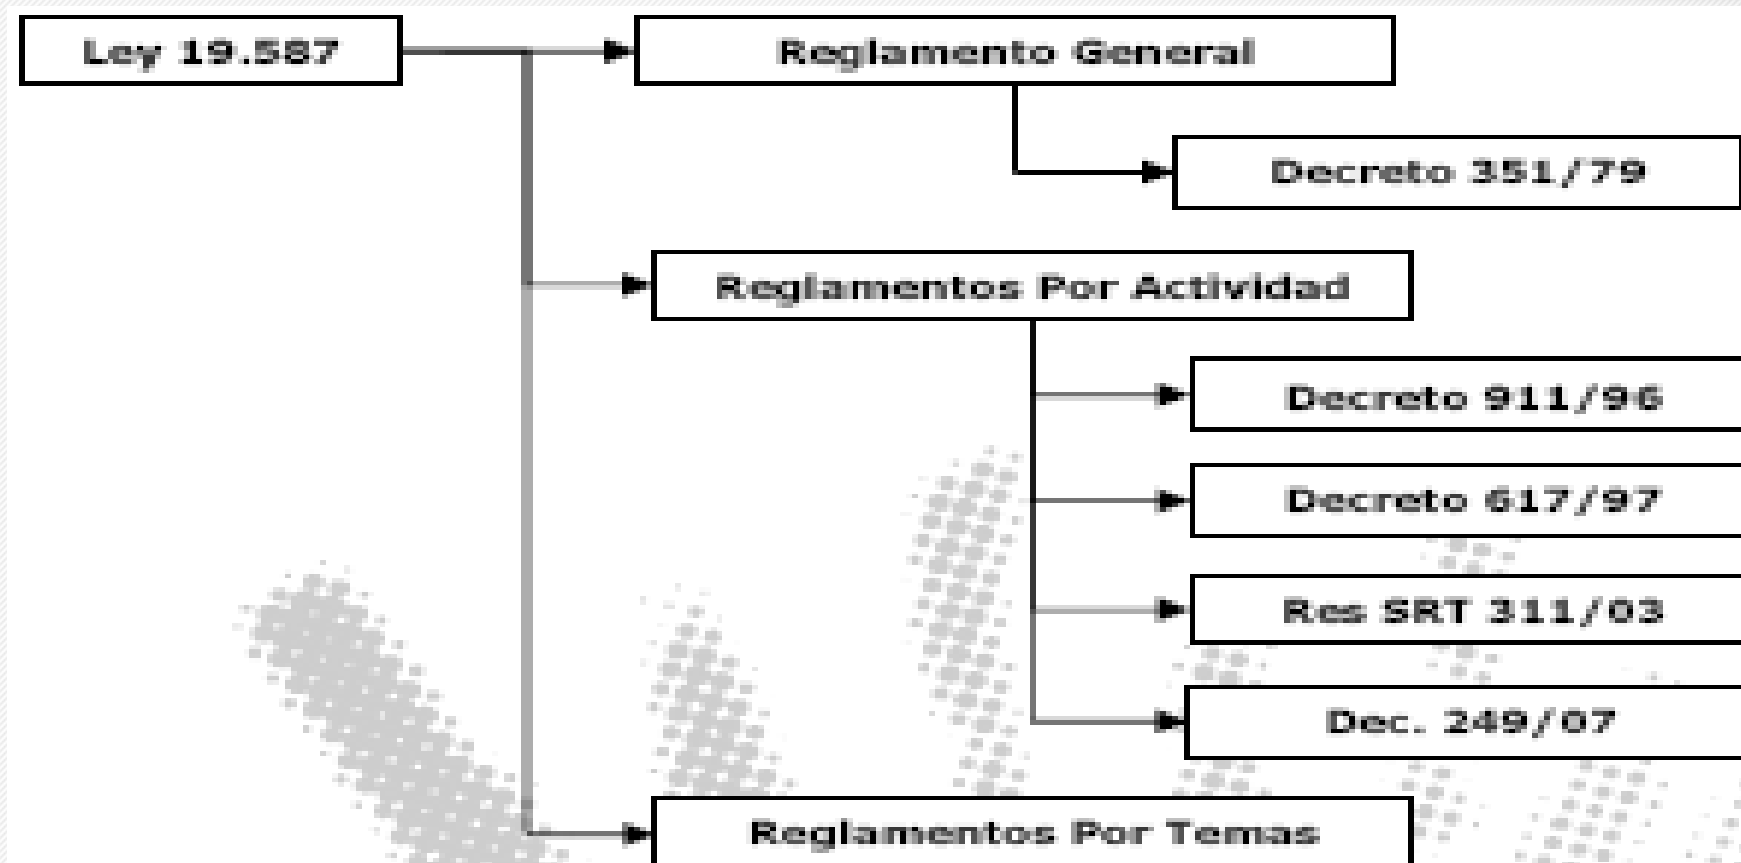 Ley 19.587
Reglamento General
Decreto 351/79
Reglamentos Por Actividad
Decreto 911/96
Decreto 617/97
Res SRT 311/03
Dec. 249/07
Reglamentos Por Temas